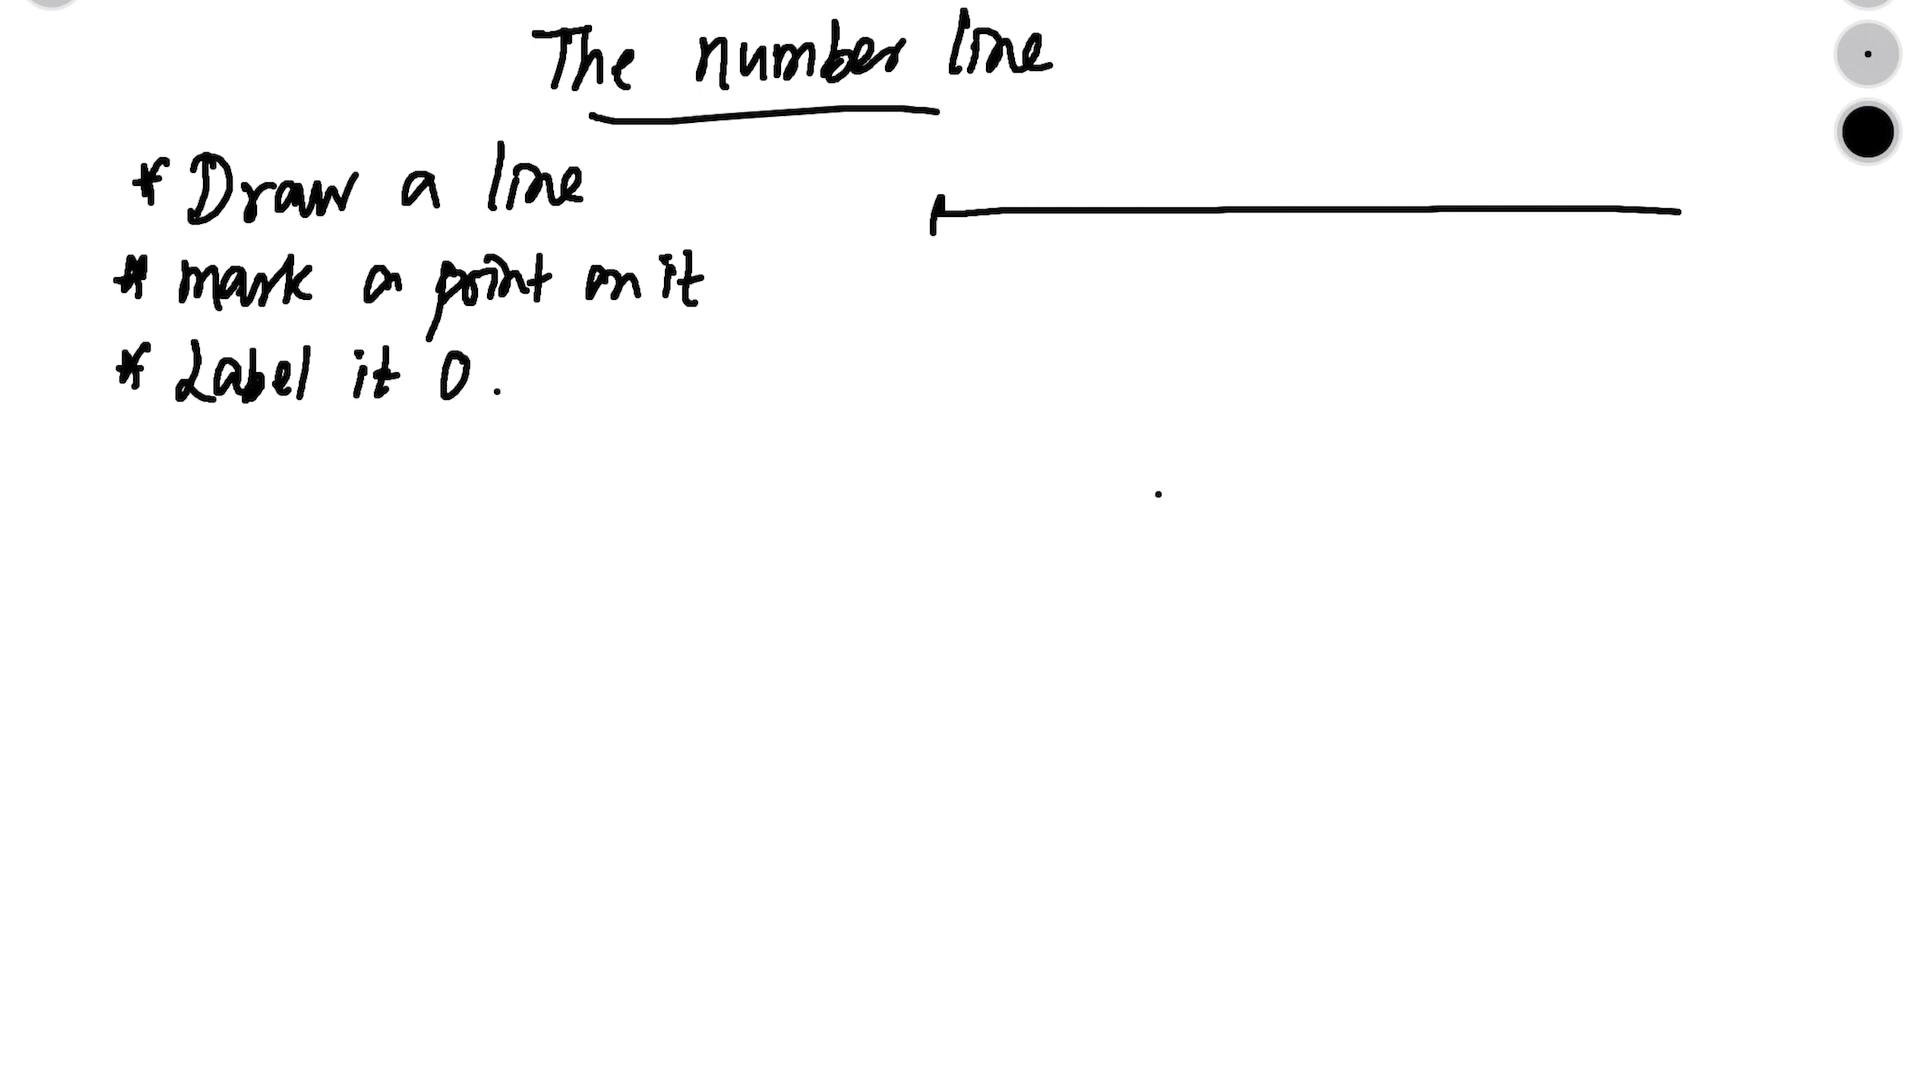 The number line
* Draw a line
* mark a point on it
* Label it 0.